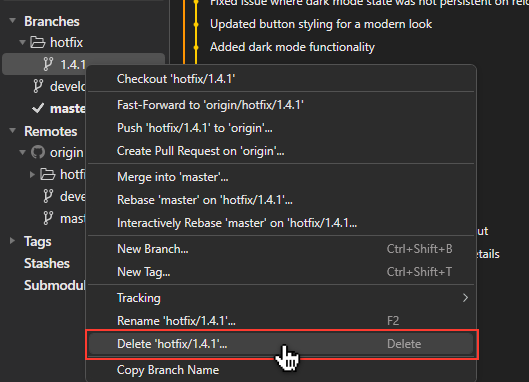 Fixed issue where dark mode state was not persistent on relo
Branches
Updated button styling for a modern look
hotfix
Added dark mode functionality
1.4.1
Checkout 'hotfix/1.4.1'
develo
Fast-Forward to 'origin/hotfix/1.4.1'
maste
Push 'hotfix/1.4.1' to 'origin'...
Remotes
Create Pull Request on 'origin'...
origin
Merge into 'master'...
hotfi
Rebase 'master' on 'hotfix/1.4.1'...
deve
Interactively Rebase 'master' on 'hotfix/1.4.1...
mast
ut
Tags
New Branch... Ctrl+Shift+B
etails
Stashes
New Tag... Ctrl+Shift+T
Submodul
Tracking
Rename 'hotfix/1.4.1'... F2
Delete 'hotfix/1.4.1'... Delete
Copy Branch Name